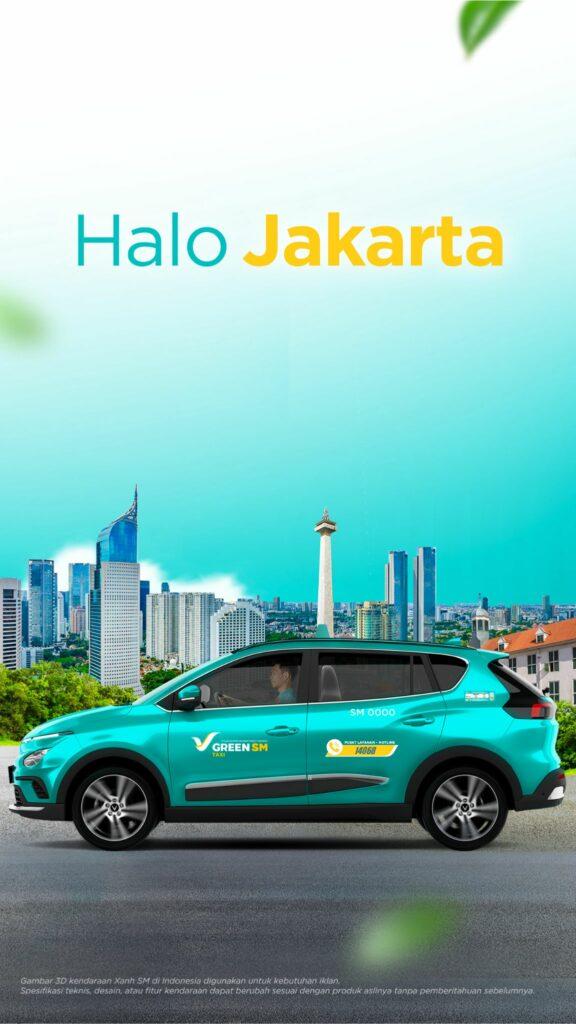 Halo Jakarta
SM 0000
GREEN SM
TAXI
PUSAT LAYANAN - HOTLINE
14088
Gambar 3D kendaraan Xanh SM di Indonesia digunakan untuk kebutuhan iklan.
Spesifikasi teknis, desain, atau fitur kendaraan dapat berubah sesuai dengan produk aslinya tanpa pemberitahuan sebelumnya.